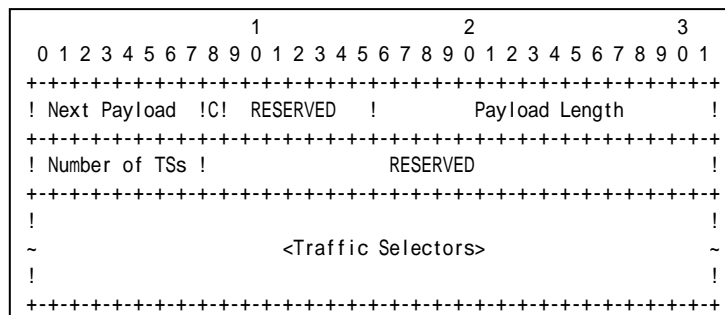 1                   2                   3
 0 1 2 3 4 5 6 7 8 9 0 1 2 3 4 5 6 7 8 9 0 1 2 3 4 5 6 7 8 9 0 1
+-+-+-+-+-+-+-+-+-+-+-+-+-+-+-+-+-+-+-+-+-+-+-+-+-+-+-+-+-+-+-+-+
! Next Payload  !C!  RESERVED   !         Payload Length        !
+-+-+-+-+-+-+-+-+-+-+-+-+-+-+-+-+-+-+-+-+-+-+-+-+-+-+-+-+-+-+-+-+
! Number of TSs !                 RESERVED                      !
+-+-+-+-+-+-+-+-+-+-+-+-+-+-+-+-+-+-+-+-+-+-+-+-+-+-+-+-+-+-+-+-+
!                                                               !
~                       <Traffic Selectors>                     ~
!                                                               !
+-+-+-+-+-+-+-+-+-+-+-+-+-+-+-+-+-+-+-+-+-+-+-+-+-+-+-+-+-+-+-+-+